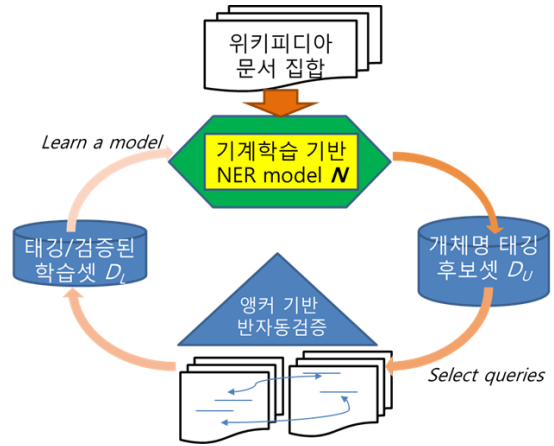 위키피디아
문서 집합
Learn a model
기계학습 기반
NER model N
태깅/검증된
학습셋 D_L
개체명 태깅
후보셋 D_U
앵커 기반
반자동검증
Select queries